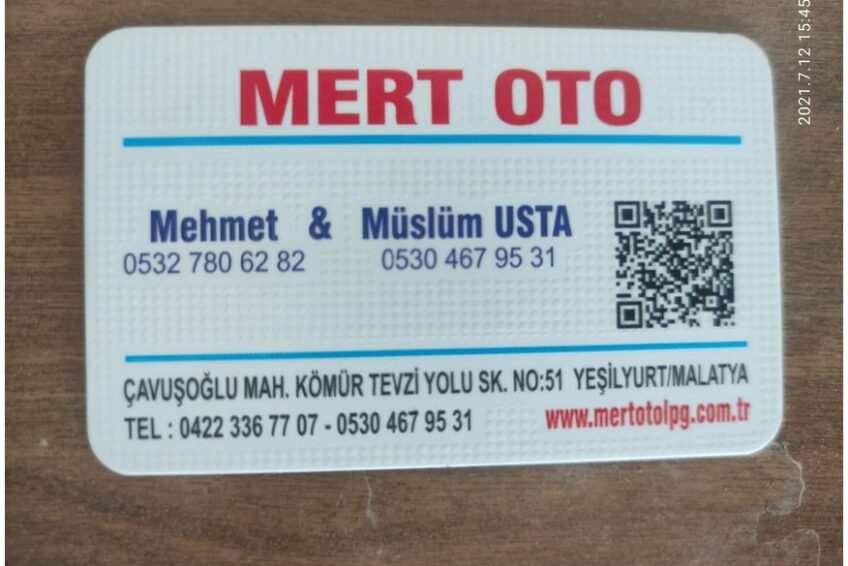 MERT OTO
Mehmet & Müslüm USTA
0532 780 62 82 0530 467 95 31
ÇAVUŞOĞLU MAH. KÖMÜR TEVZİ YOLU SK. NO:51 YEŞİLYURT/MALATYA
TEL : 0422 336 77 07 - 0530 467 95 31 www.mertotolpg.com.tr
2021.7.12 15:45